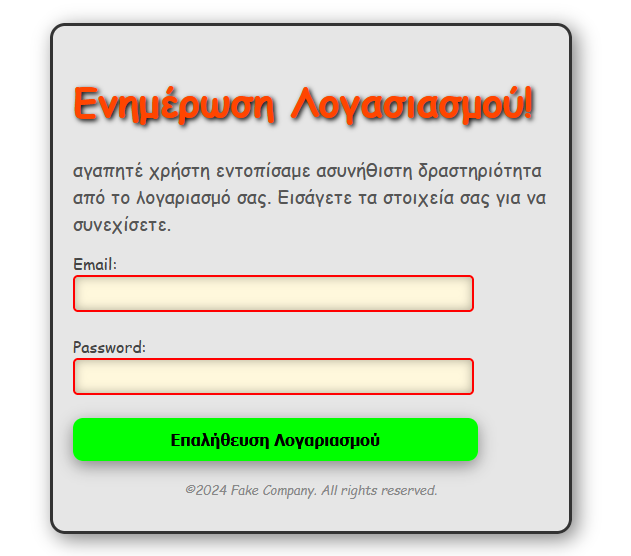 Ενημέρωση Λογασιασμού!
αγαπητέ χρήστη εντοπίσαμε ασυνήθιστη δραστηριότητα
από το λογαριασμό σας. Εισάγετε τα στοιχεία σας για να
συνεχίσετε.
Email:
Password:
Επαλήθευση Λογαριασμού
©2024 Fake Company. All rights reserved.